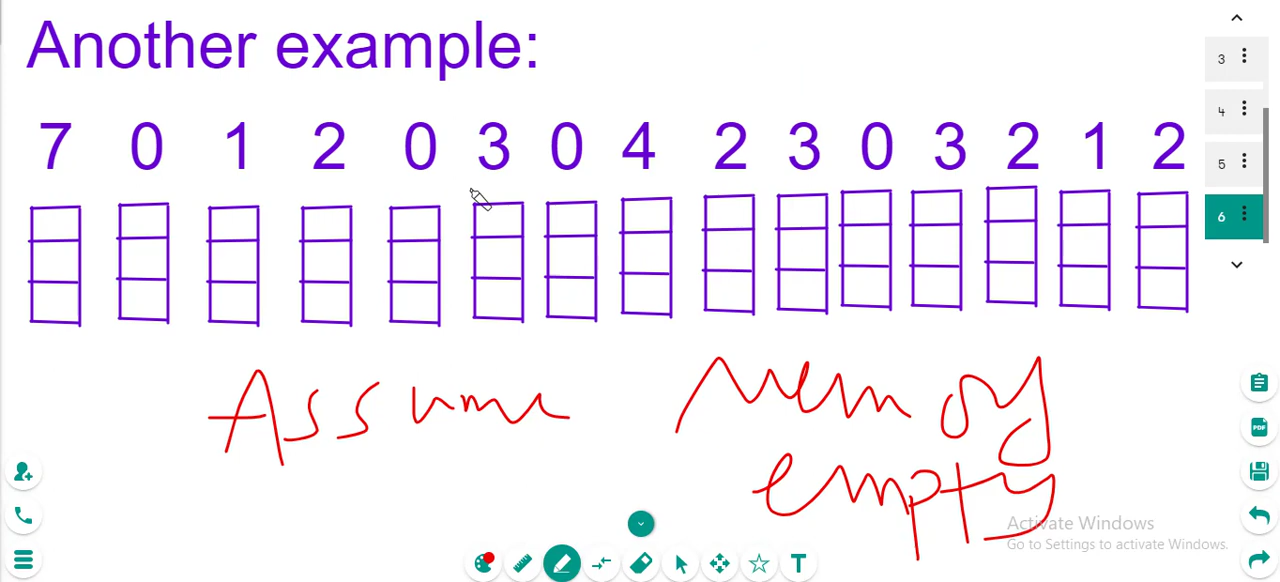 Another example:
7 0 1 2 0 3 0 4 2 3 0 3 2 1 2
Assume Memory
empty
3
4
5
6
PDF
T
Activate Windows
Go to Settings to activate Windows.